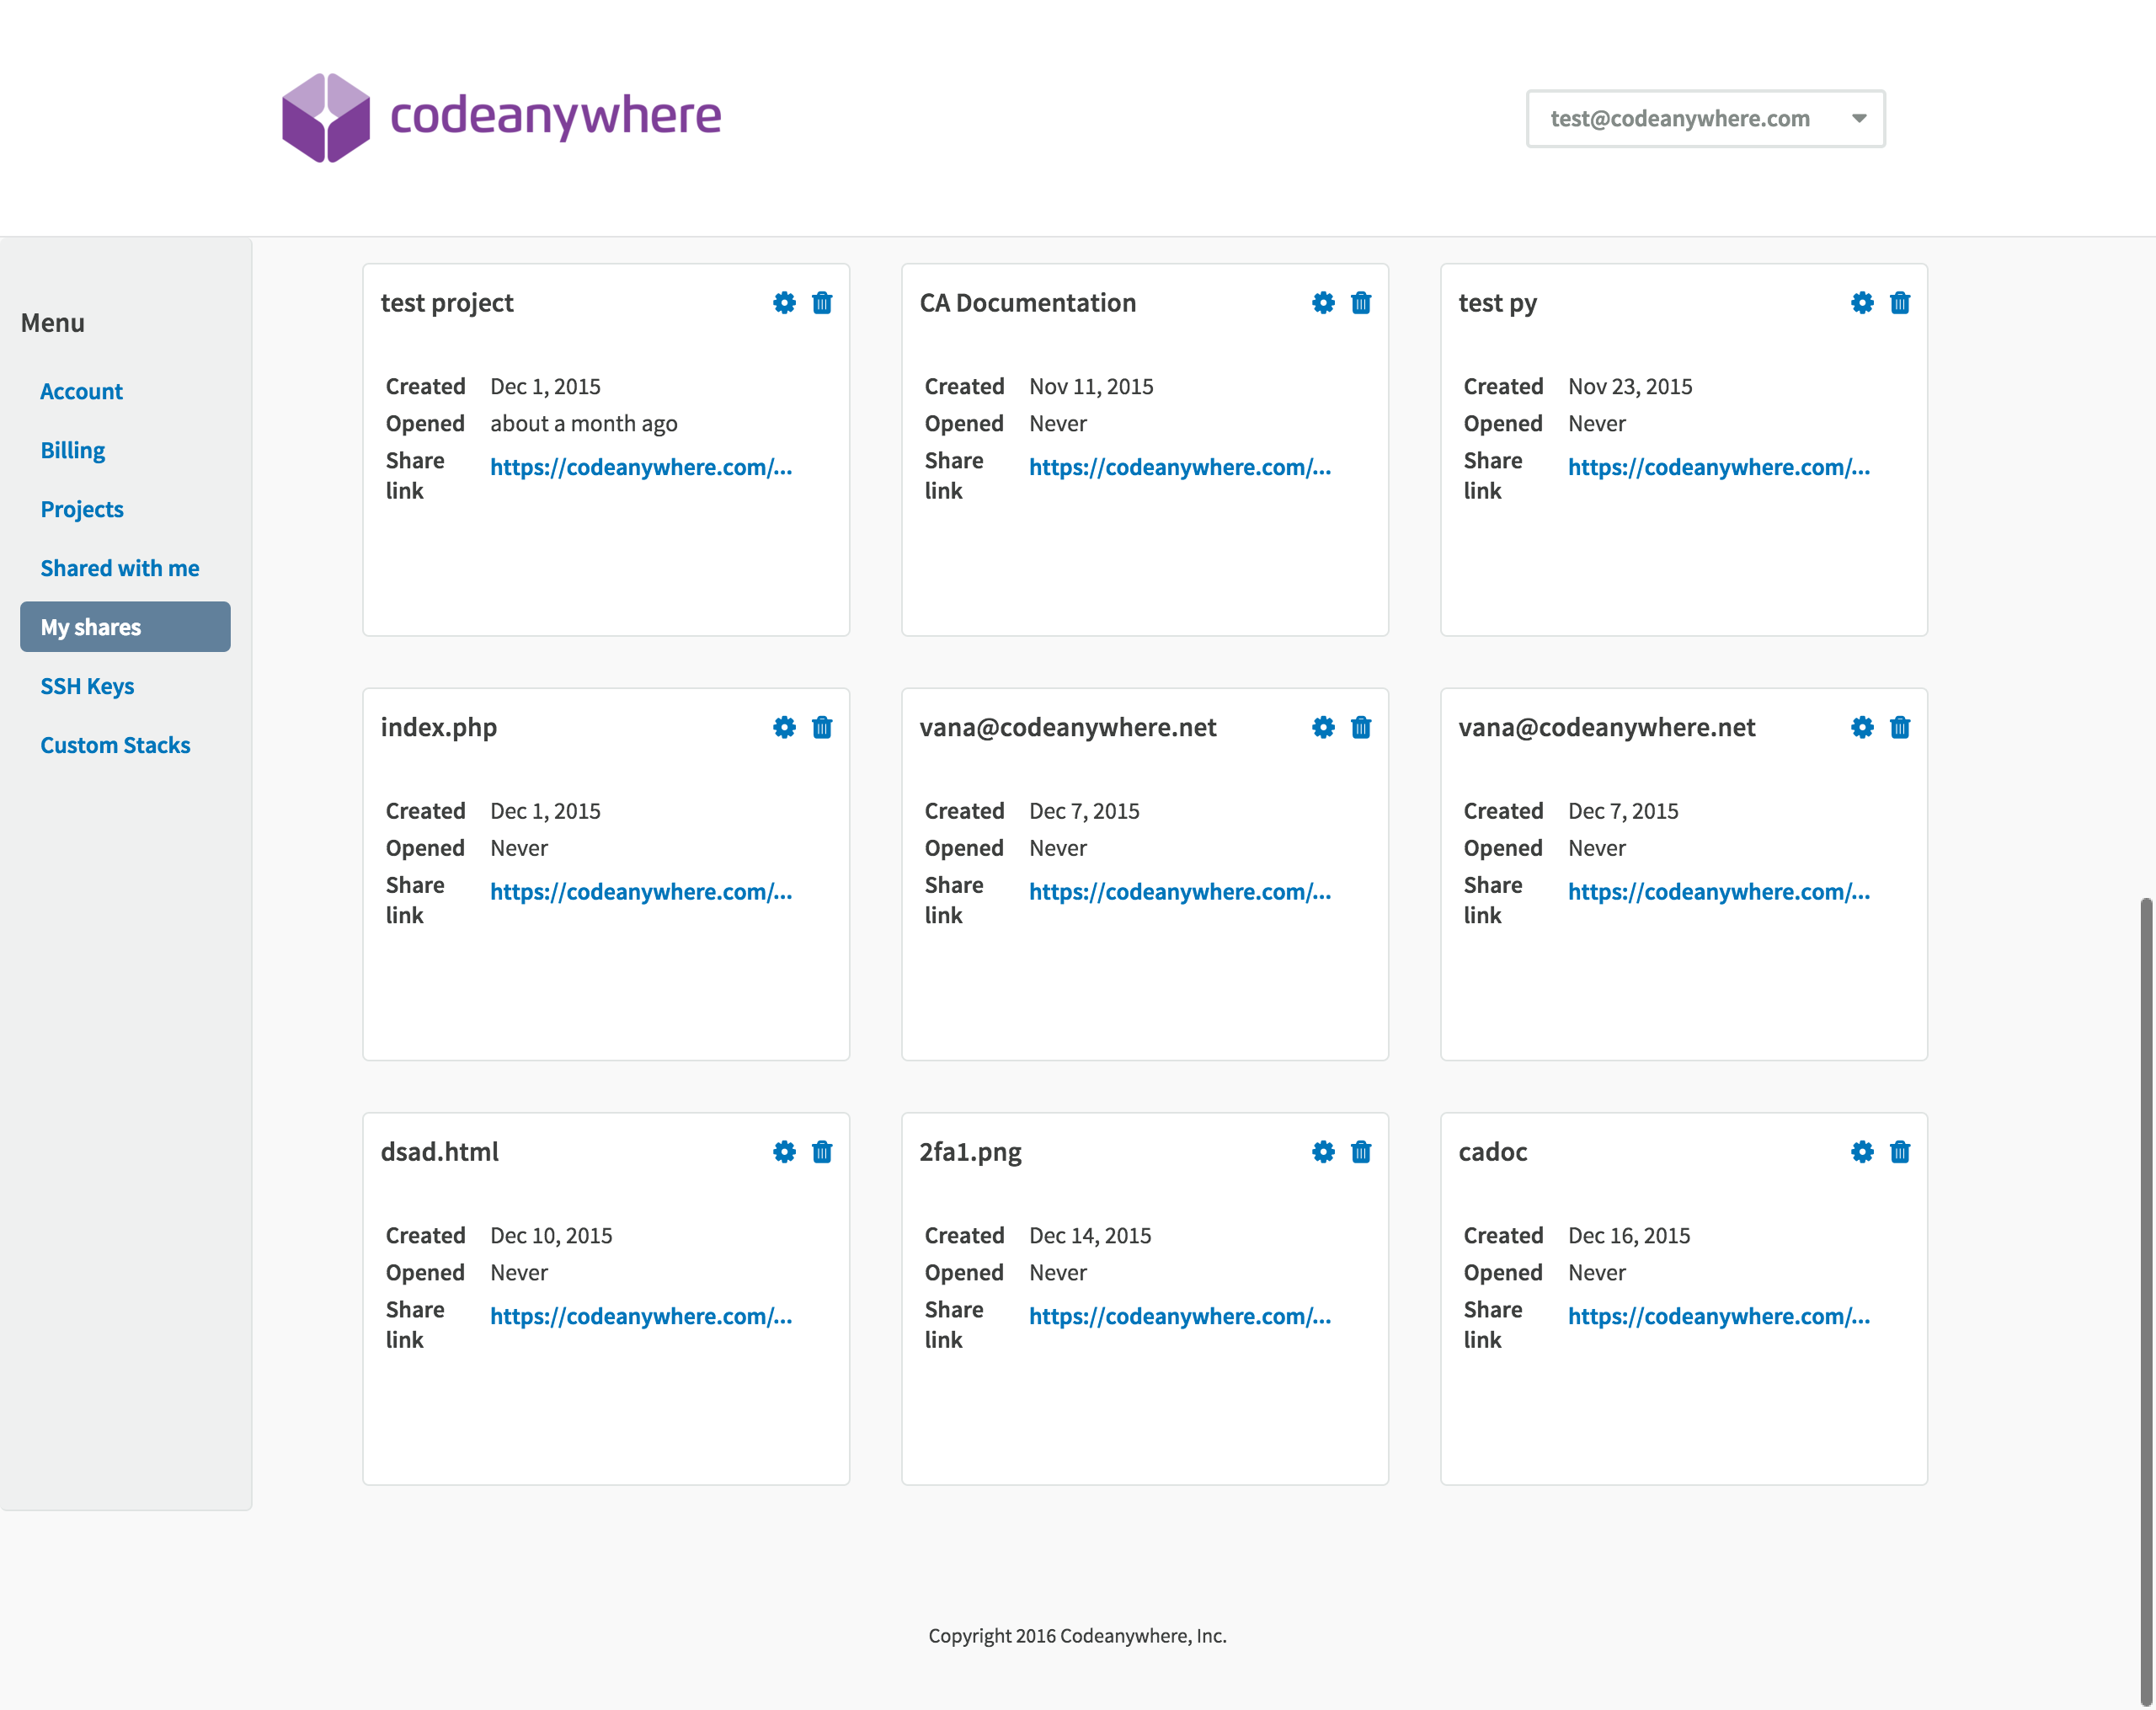 codeanywhere
test@codeanywhere.com
Menu
Account
Billing
Projects
Shared with me
My shares
SSH Keys
Custom Stacks
test project
Created Dec 1, 2015
Opened about a month ago
Share link https://codeanywhere.com/...
CA Documentation
Created Nov 11, 2015
Opened Never
Share link https://codeanywhere.com/...
test py
Created Nov 23, 2015
Opened Never
Share link https://codeanywhere.com/...
index.php
Created Dec 1, 2015
Opened Never
Share link https://codeanywhere.com/...
vana@codeanywhere.net
Created Dec 7, 2015
Opened Never
Share link https://codeanywhere.com/...
vana@codeanywhere.net
Created Dec 7, 2015
Opened Never
Share link https://codeanywhere.com/...
dsad.html
Created Dec 10, 2015
Opened Never
Share link https://codeanywhere.com/...
2fa1.png
Created Dec 14, 2015
Opened Never
Share link https://codeanywhere.com/...
cadoc
Created Dec 16, 2015
Opened Never
Share link https://codeanywhere.com/...
Copyright 2016 Codeanywhere, Inc.